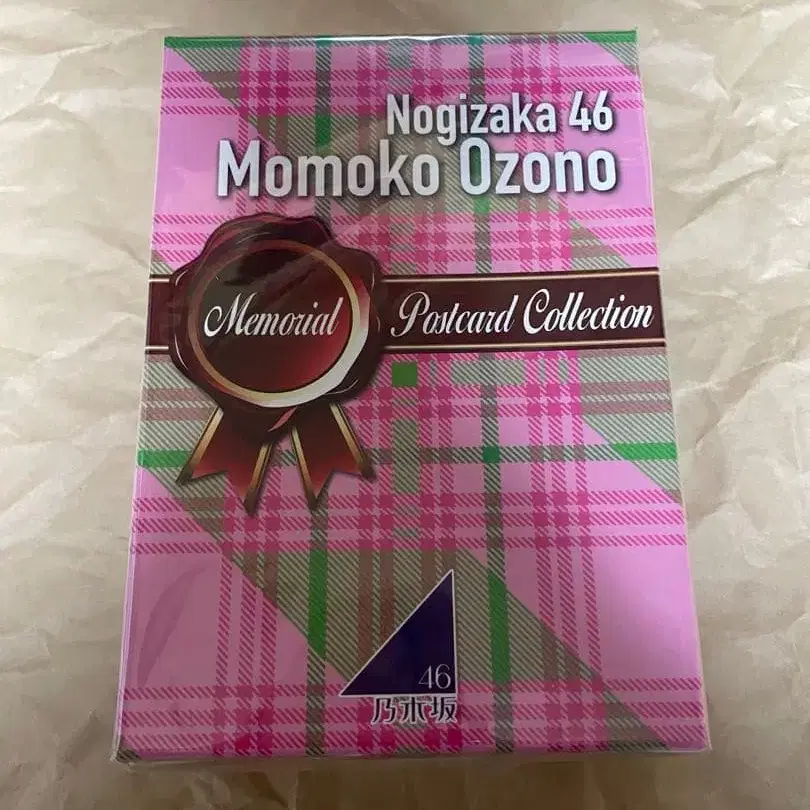 Nogizaka 46
Momoko Ozono
Memorial Postcard Collection
46
乃木坂